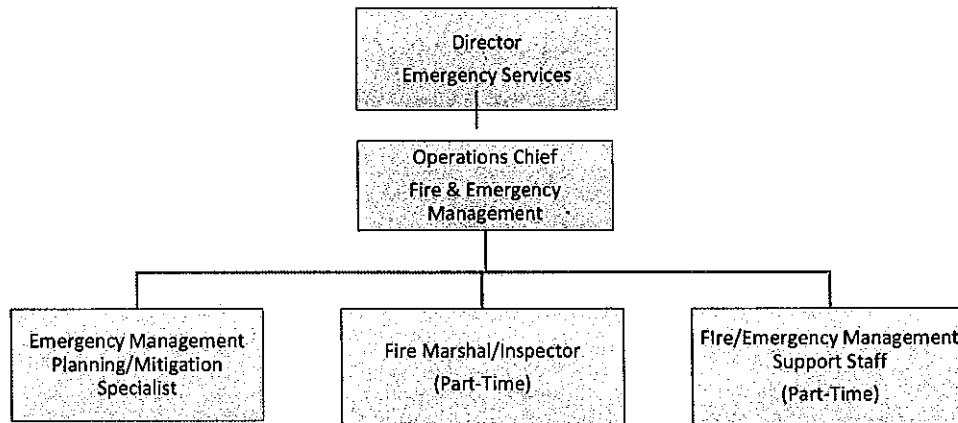 Director
Emergency Services
Operations Chief
Fire & Emergency
Management
Emergency Management
Planning/Mitigation
Specialist
Fire Marshal/Inspector
(Part-Time)
Fire/Emergency Management
Support Staff
(Part-Time)